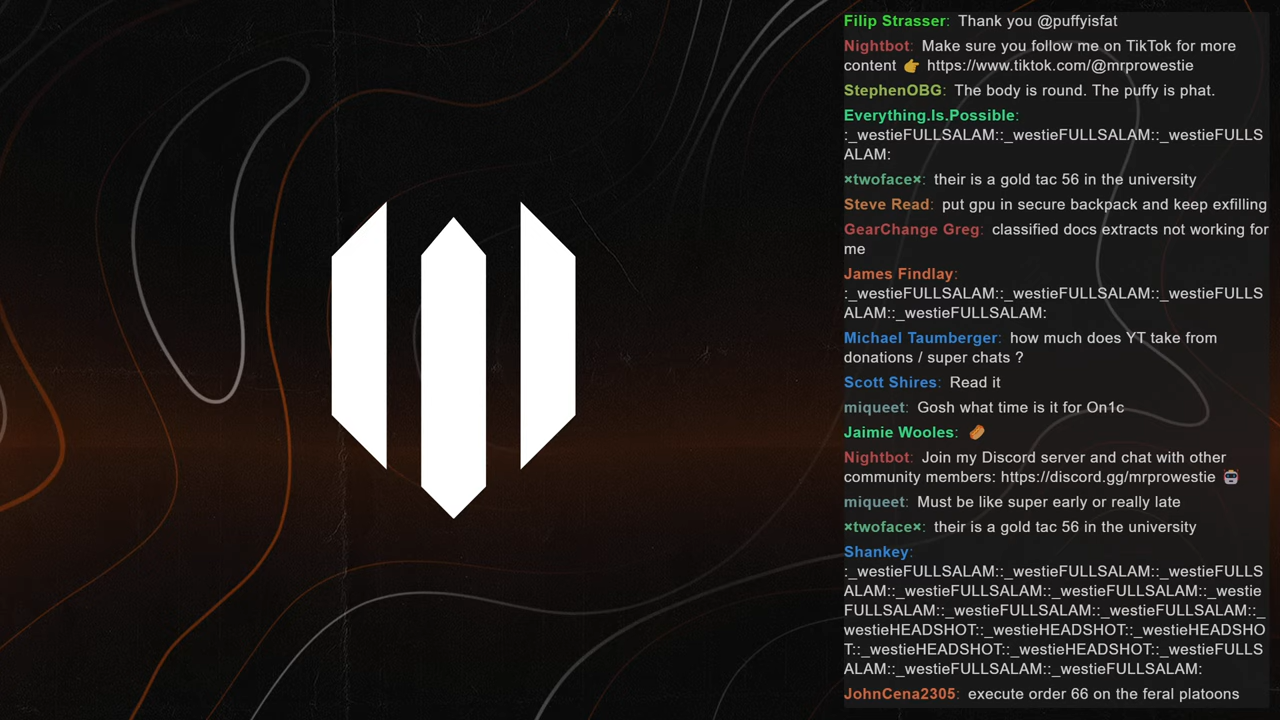 Filip Strasser: Thank you @puffyisfat
Nightbot: Make sure you follow me on TikTok for more
content 👉 https://www.tiktok.com/@mrprowestie
StephenOBG: The body is round. The puffy is phat.
Everything.Is.Possible:
:_westieFULLSALAM::_westieFULLSALAM::_westieFULLS
ALAM:
×twoface×: their is a gold tac 56 in the university
Steve Read: put gpu in secure backpack and keep exfilling
GearChange Greg: classified docs extracts not working for
me
James Findlay:
:_westieFULLSALAM::_westieFULLSALAM::_westieFULLS
ALAM::_westieFULLSALAM:
Michael Taumberger: how much does YT take from
donations / super chats ?
Scott Shires: Read it
miqueet: Gosh what time is it for On1c
Jaimie Wooles: 🌭
Nightbot: Join my Discord server and chat with other
community members: https://discord.gg/mrprowestie 🤖
miqueet: Must be like super early or really late
×twoface×: their is a gold tac 56 in the university
Shankey:
:_westieFULLSALAM::_westieFULLSALAM::_westieFULLS
ALAM::_westieFULLSALAM::_westieFULLSALAM::_westie
FULLSALAM::_westieFULLSALAM::_westieFULLSALAM::_
westieHEADSHOT::_westieHEADSHOT::_westieHEADSHO
T::_westieHEADSHOT::_westieHEADSHOT::_westieFULLS
ALAM::_westieFULLSALAM::_westieFULLSALAM:
JohnCena2305: execute order 66 on the feral platoons